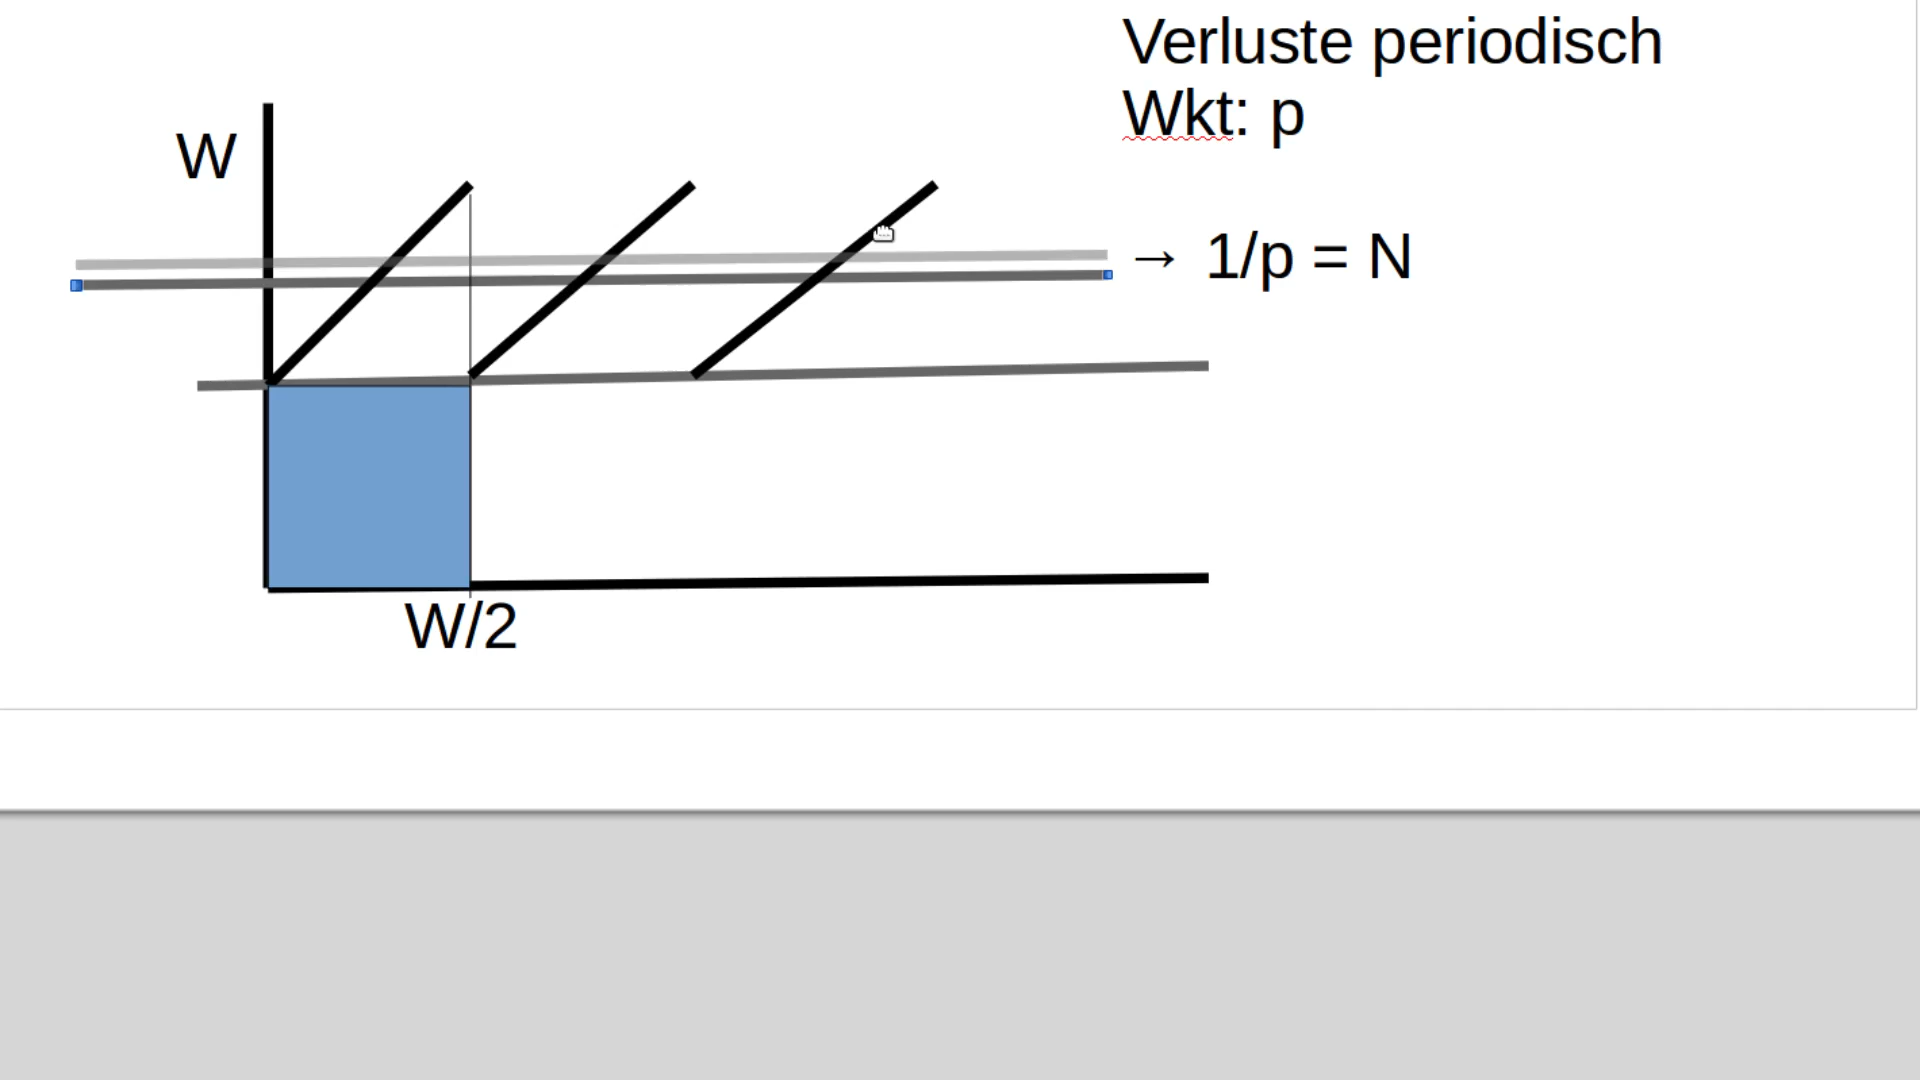 Verluste periodisch
Wkt: p
W
→ 1/p = N
W/2